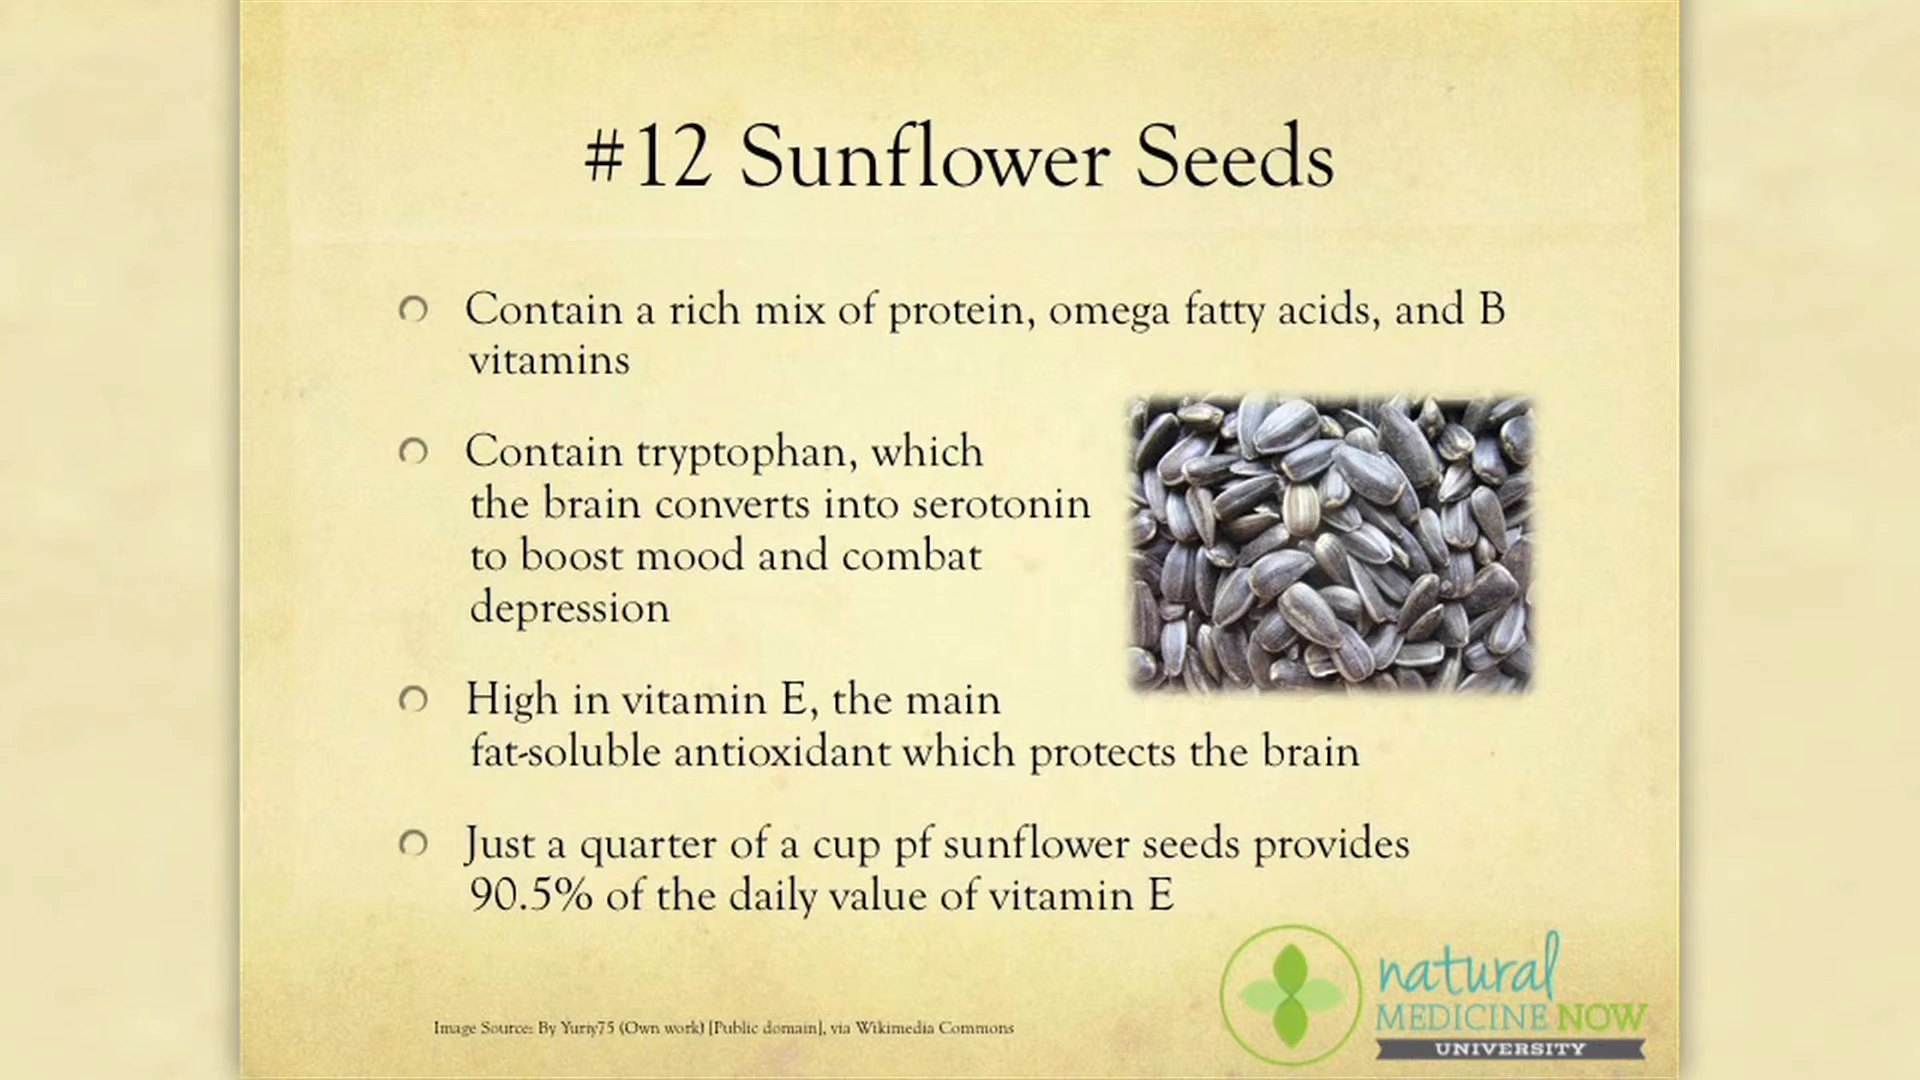 #12 Sunflower Seeds
Contain a rich mix of protein, omega fatty acids, and B
vitamins
Contain tryptophan, which
the brain converts into serotonin
to boost mood and combat
depression
High in vitamin E, the main
fat-soluble antioxidant which protects the brain
Just a quarter of a cup pf sunflower seeds provides
90.5% of the daily value of vitamin E
Image Source: By Yuriy75 (Own work) [Public domain], via Wikimedia Commons
natural
MEDICINE NOW
UNIVERSITY